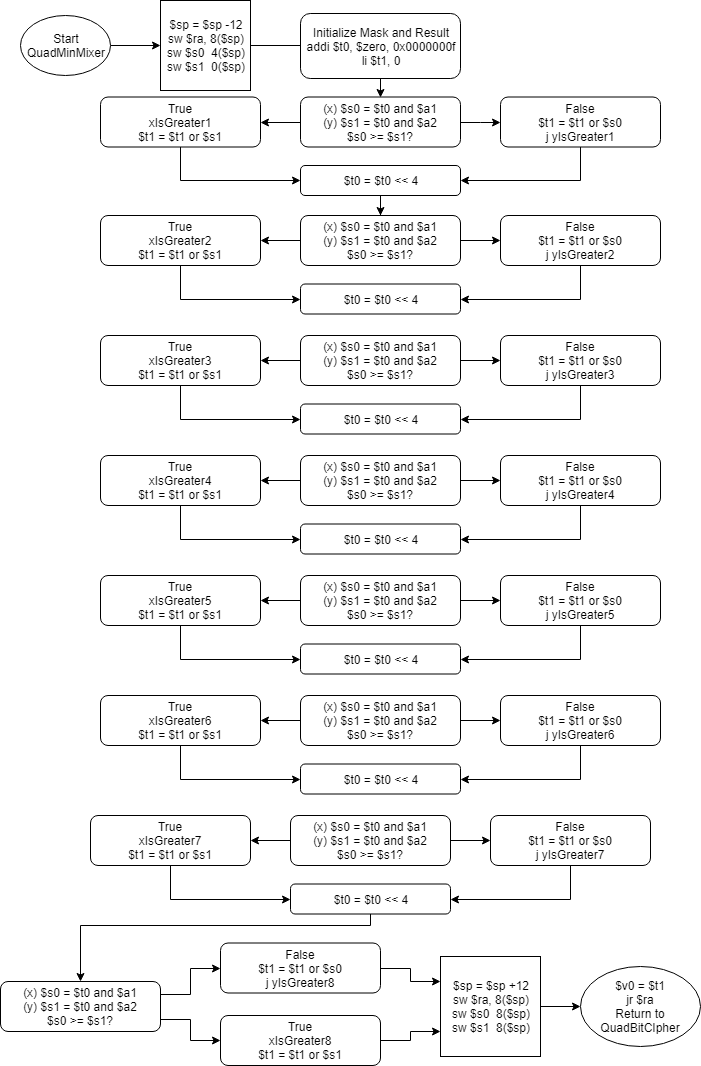 Start
QuadMinMixer
$sp = $sp -12
sw $ra, 8($sp)
sw $s0  4($sp)
sw $s1  0($sp)
Initialize Mask and Result
addi $t0, $zero, 0x0000000f
li $t1, 0
True
xIsGreater1
$t1 = $t1 or $s1
(x) $s0 = $t0 and $a1
(y) $s1 = $t0 and $a2
$s0 >= $s1?
False
$t1 = $t1 or $s0
j yIsGreater1
$t0 = $t0 << 4
True
xIsGreater2
$t1 = $t1 or $s1
(x) $s0 = $t0 and $a1
(y) $s1 = $t0 and $a2
$s0 >= $s1?
False
$t1 = $t1 or $s0
j yIsGreater2
$t0 = $t0 << 4
True
xIsGreater3
$t1 = $t1 or $s1
(x) $s0 = $t0 and $a1
(y) $s1 = $t0 and $a2
$s0 >= $s1?
False
$t1 = $t1 or $s0
j yIsGreater3
$t0 = $t0 << 4
True
xIsGreater4
$t1 = $t1 or $s1
(x) $s0 = $t0 and $a1
(y) $s1 = $t0 and $a2
$s0 >= $s1?
False
$t1 = $t1 or $s0
j yIsGreater4
$t0 = $t0 << 4
True
xIsGreater5
$t1 = $t1 or $s1
(x) $s0 = $t0 and $a1
(y) $s1 = $t0 and $a2
$s0 >= $s1?
False
$t1 = $t1 or $s0
j yIsGreater5
$t0 = $t0 << 4
True
xIsGreater6
$t1 = $t1 or $s1
(x) $s0 = $t0 and $a1
(y) $s1 = $t0 and $a2
$s0 >= $s1?
False
$t1 = $t1 or $s0
j yIsGreater6
$t0 = $t0 << 4
True
xIsGreater7
$t1 = $t1 or $s1
(x) $s0 = $t0 and $a1
(y) $s1 = $t0 and $a2
$s0 >= $s1?
False
$t1 = $t1 or $s0
j yIsGreater7
$t0 = $t0 << 4
(x) $s0 = $t0 and $a1
(y) $s1 = $t0 and $a2
$s0 >= $s1?
False
$t1 = $t1 or $s0
j yIsGreater8
True
xIsGreater8
$t1 = $t1 or $s1
$sp = $sp +12
sw $ra, 8($sp)
sw $s0  8($sp)
sw $s1  8($sp)
$v0 = $t1
jr $ra
Return to
QuadBitCIpher